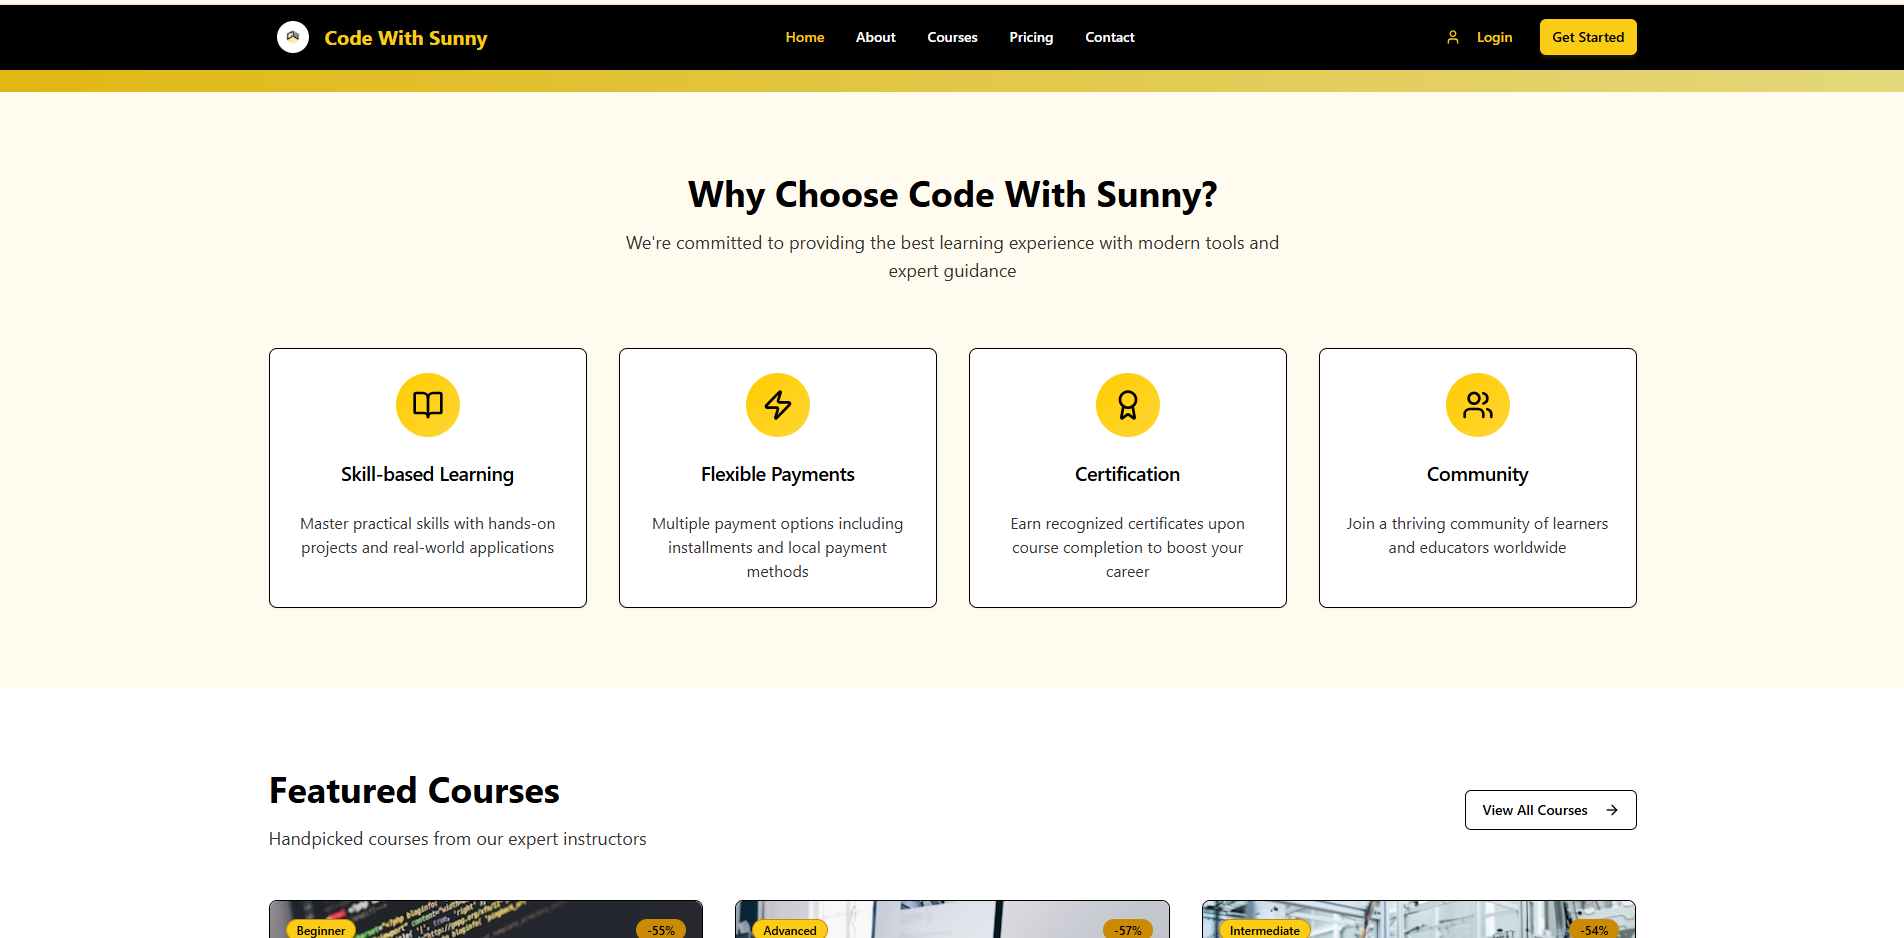 Code With Sunny
Home
About
Courses
Pricing
Contact
Login
Get Started
Why Choose Code With Sunny?
We're committed to providing the best learning experience with modern tools and
expert guidance
Skill-based Learning
Master practical skills with hands-on
projects and real-world applications
Flexible Payments
Multiple payment options including
installments and local payment
methods
Certification
Earn recognized certificates upon
course completion to boost your
career
Community
Join a thriving community of learners
and educators worldwide
Featured Courses
Handpicked courses from our expert instructors
View All Courses
Beginner
-55%
Advanced
-57%
Intermediate
-54%